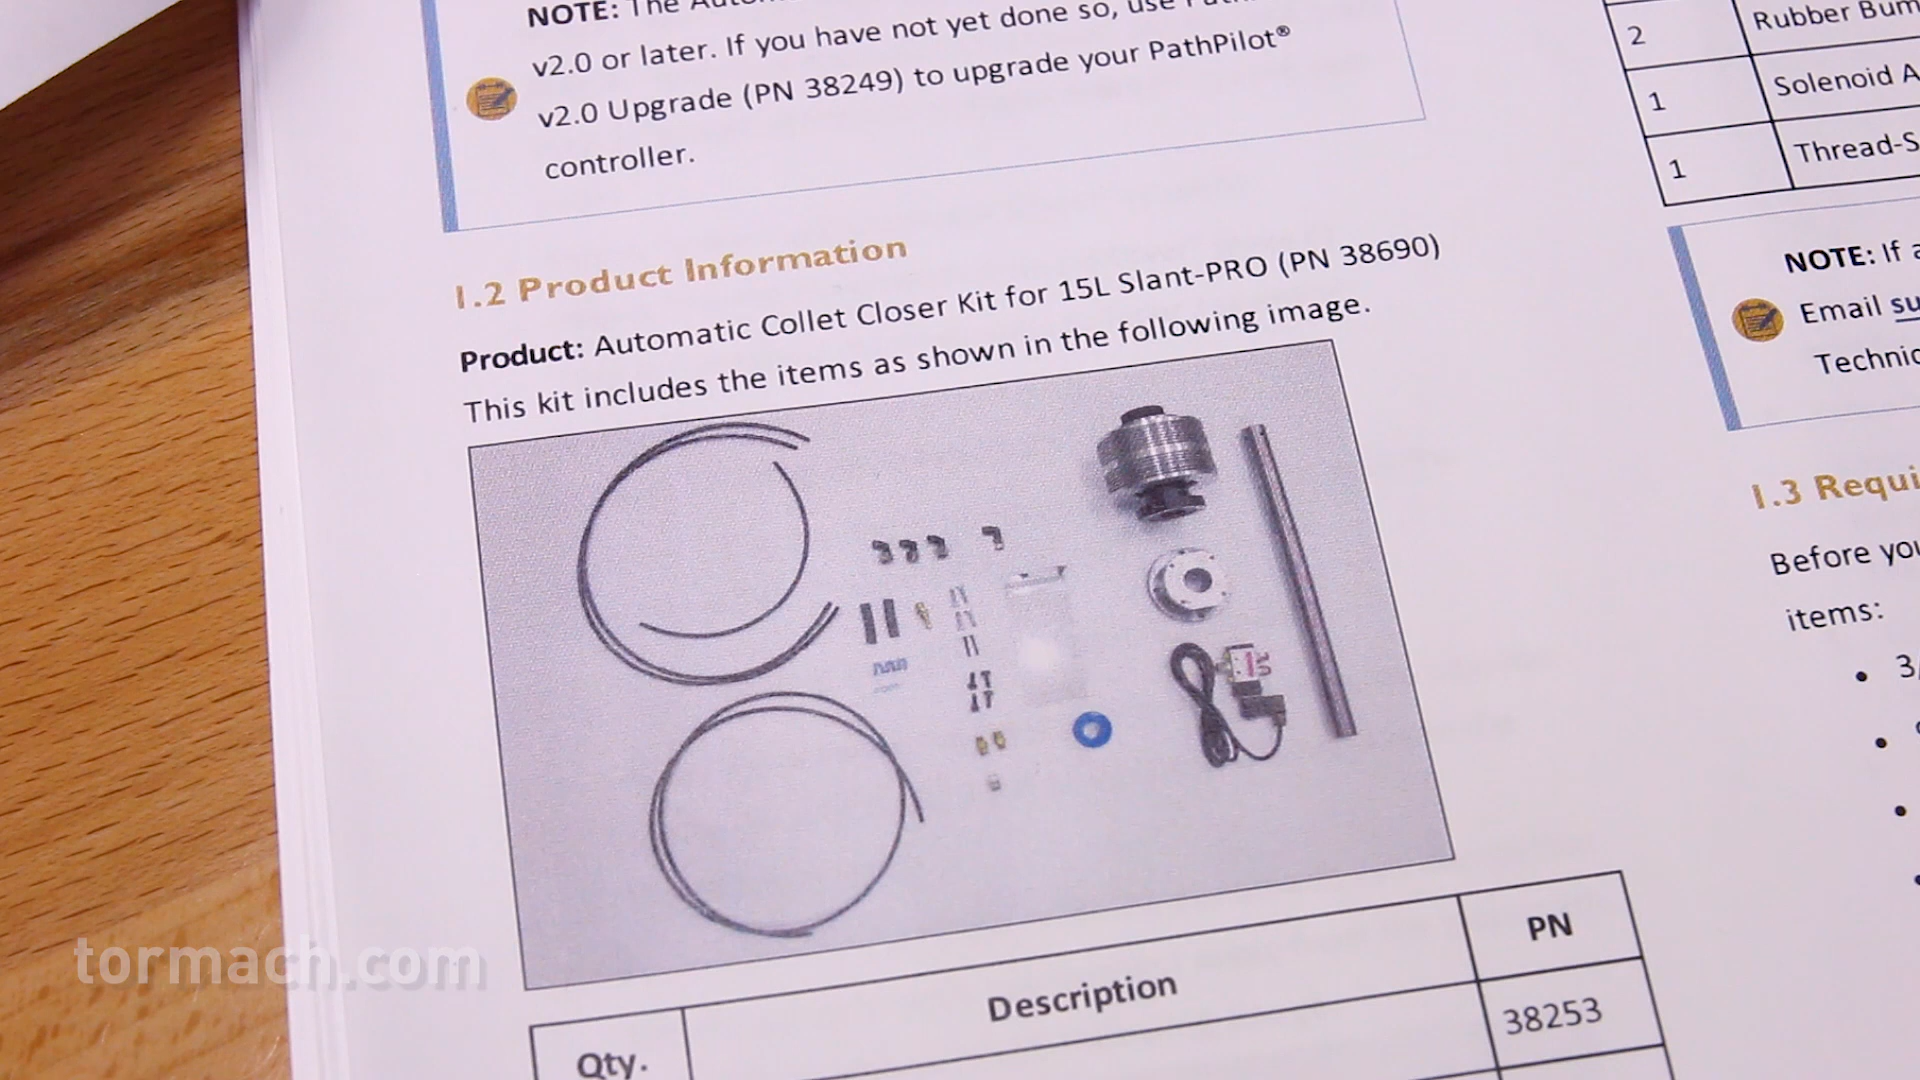 NOTE: The
v2.0 or later. If you have not yet done so, use
v2.0 Upgrade (PN 38249) to upgrade your PathPilot®
controller.
1.2 Product Information
Product: Automatic Collet Closer Kit for 15L Slant-PRO (PN 38690)
This kit includes the items as shown in the following image.
Qty. Description PN
38253
2 Rubber
1 Solenoid
1
NOTE: If
Email
1.3
Before
items:
tormach.com